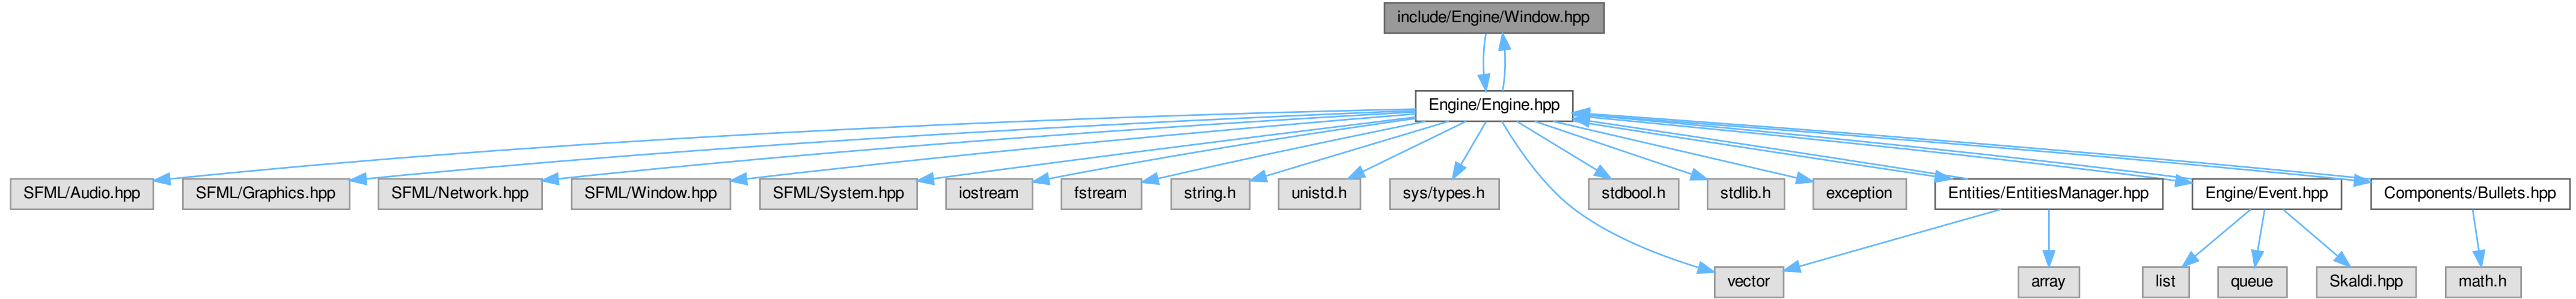 include/Engine/Window.hpp
Engine/Engine.hpp
SFML/Audio.hpp
SFML/Graphics.hpp
SFML/Network.hpp
SFML/Window.hpp
SFML/System.hpp
iostream
fstream
string.h
unistd.h
sys/types.h
stdbool.h
stdlib.h
exception
Entities/EntitiesManager.hpp
Engine/Event.hpp
Components/Bullets.hpp
vector
array
list
queue
Skaldi.hpp
math.h